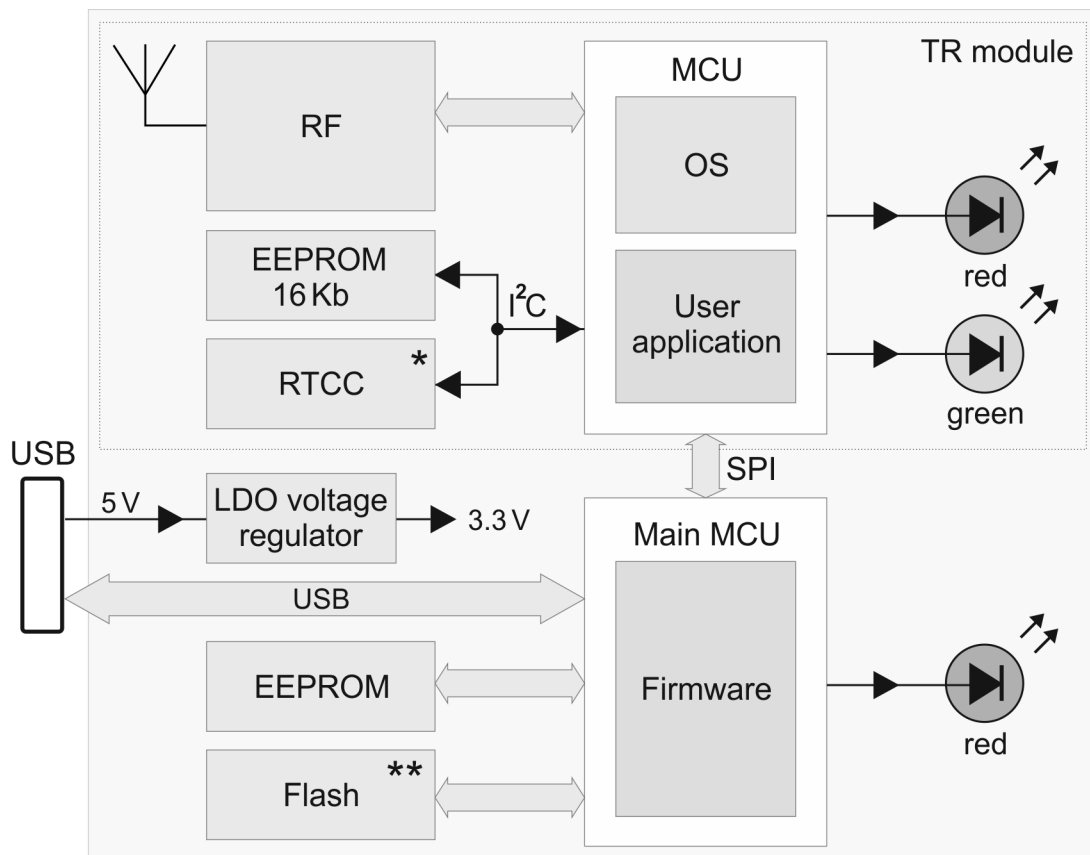 TR module
MCU
RF
OS
EEPROM
16 Kb
I²C
User
application
RTCC *
red
green
USB
SPI
5 V
LDO voltage
regulator
3.3 V
Main MCU
USB
EEPROM
Firmware
Flash **
red